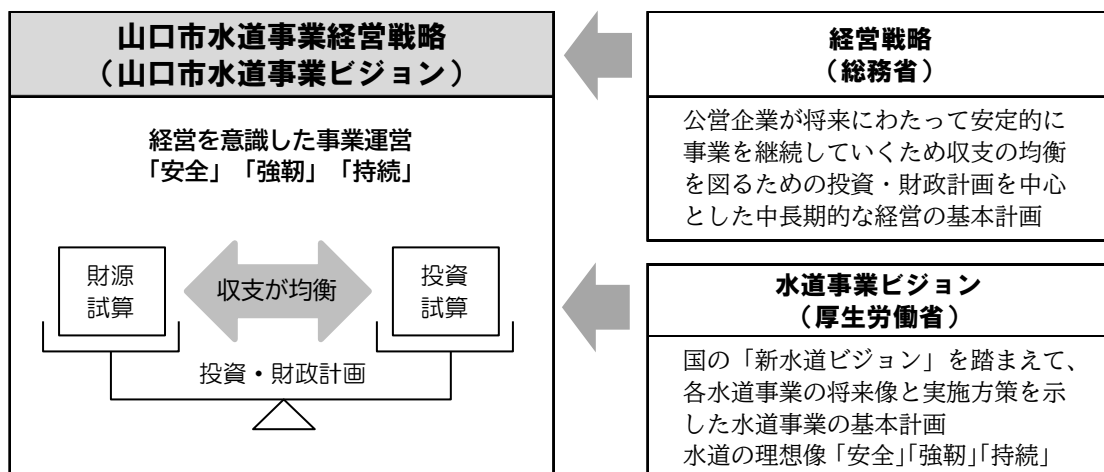 山口市水道事業経営戦略
（山口市水道事業ビジョン）
経営を意識した事業運営
「安全」「強靭」「持続」
財源
試算
収支が均衡
投資
試算
投資・財政計画
経営戦略
（総務省）
公営企業が将来にわたって安定的に
事業を継続していくため収支の均衡
を図るための投資・財政計画を中心
とした中長期的な経営の基本計画
水道事業ビジョン
（厚生労働省）
国の「新水道ビジョン」を踏まえて、
各水道事業の将来像と実施方策を示
した水道事業の基本計画
水道の理想像「安全」「強靭」「持続」